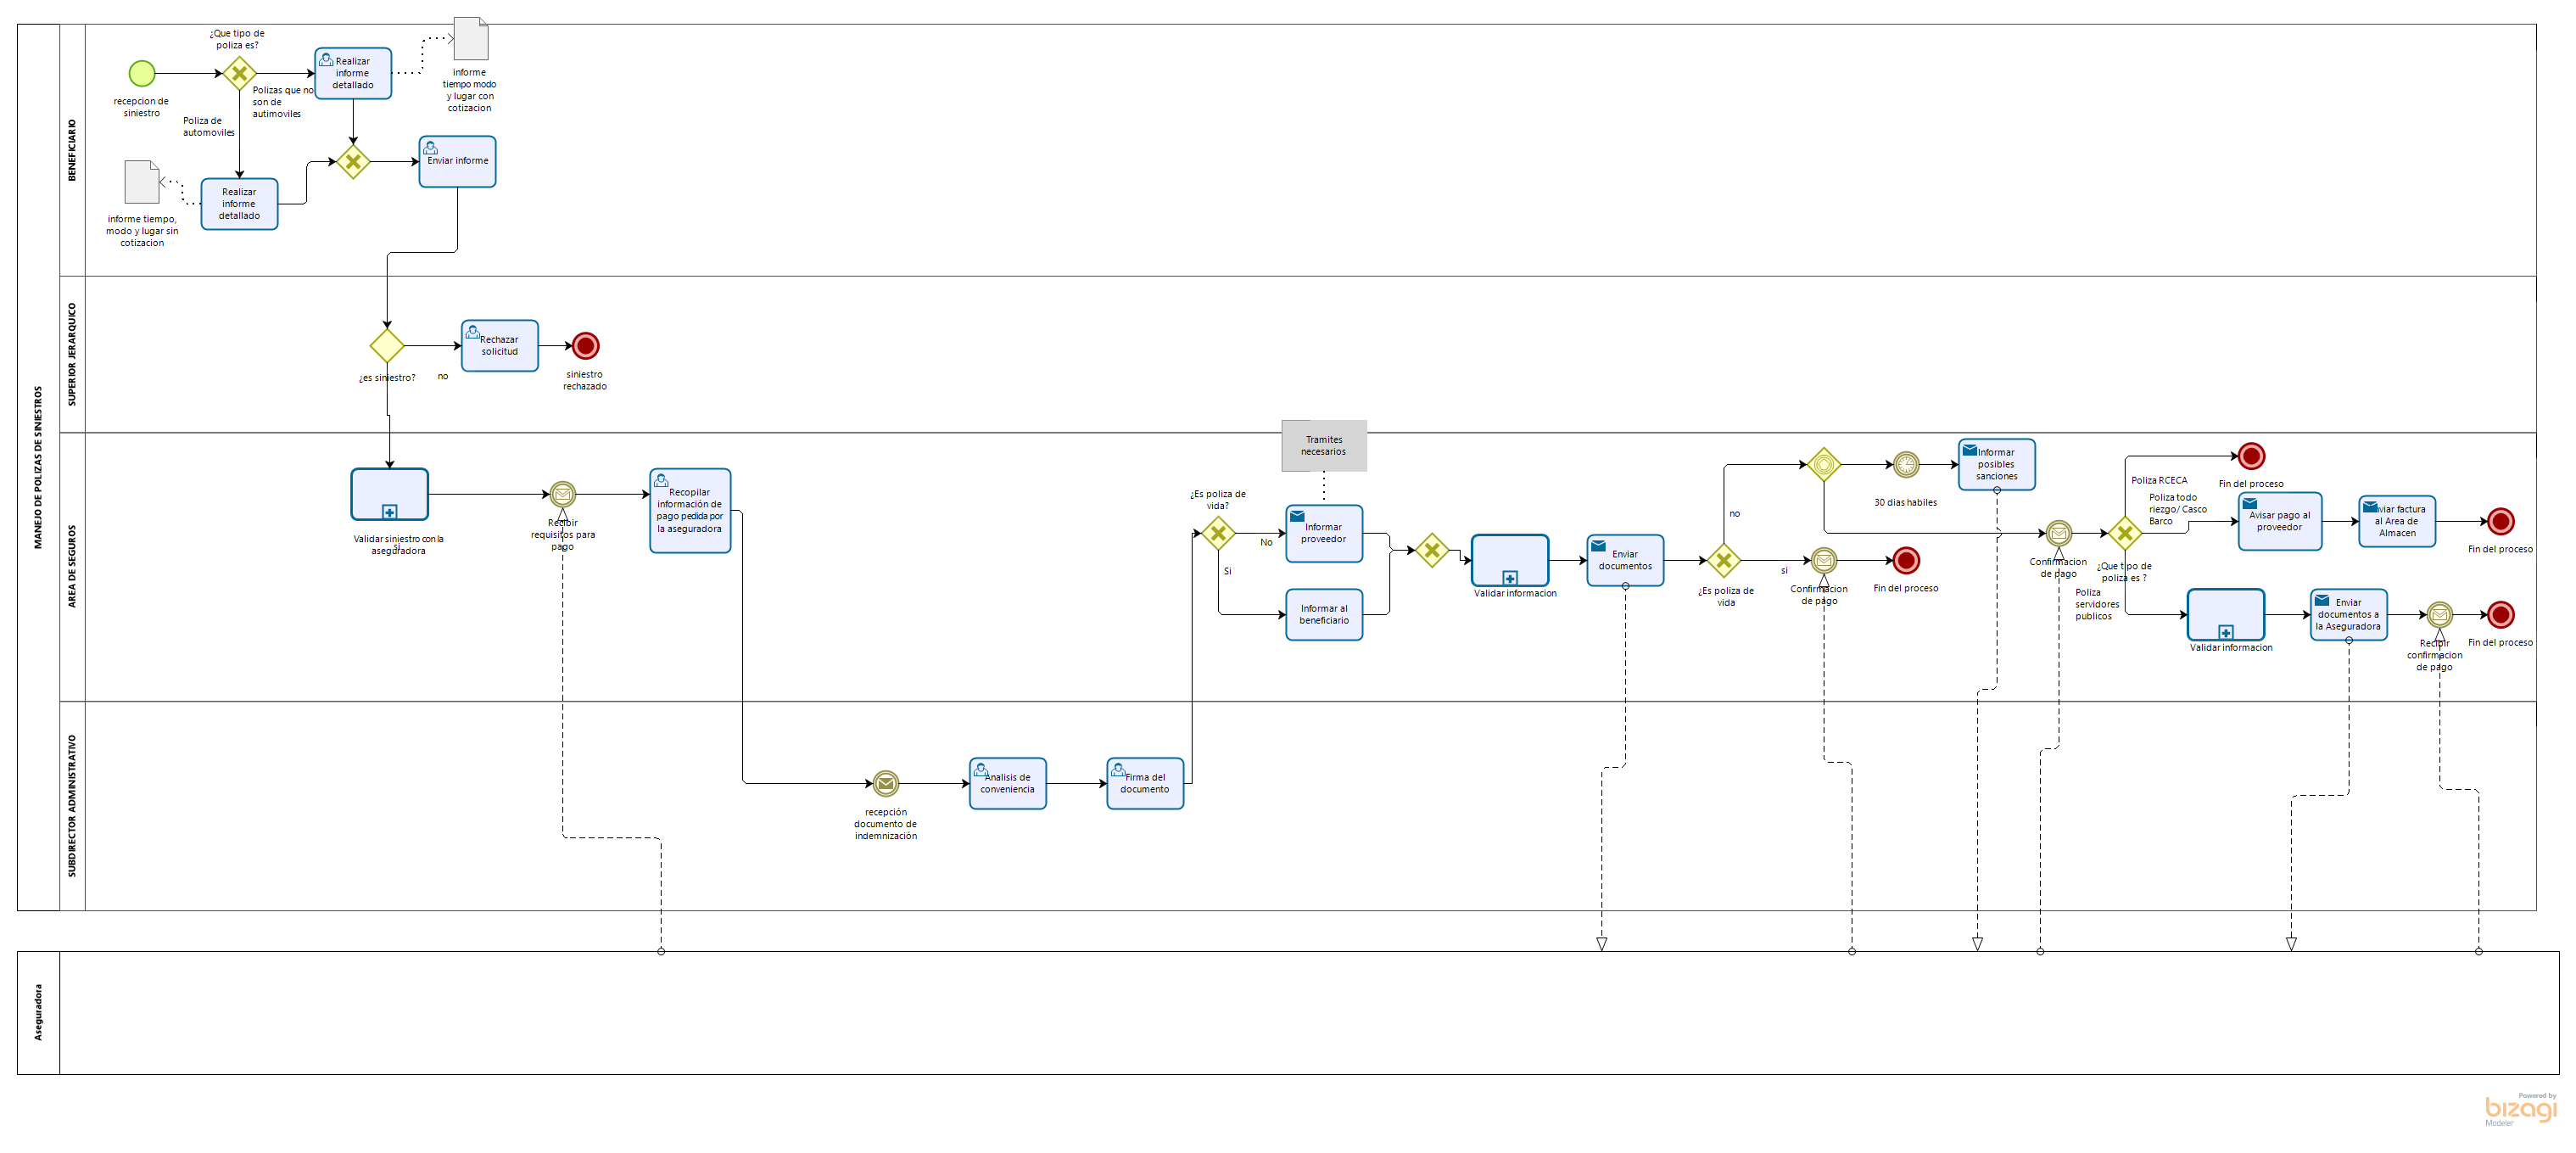 MANEJO DE POLIZAS DE SINIESTROS
BENEFICIARIO
recepcion de
siniestro
¿Que tipo de
poliza es?
Polizas que no
son de
autimoviles
Poliza de
automoviles
Realizar
informe
detallado
informe
tiempo modo
y lugar con
cotizacion
Realizar
informe
detallado
informe tiempo,
modo y lugar sin
cotizacion
Enviar informe
SUPERIOR JERARQUICO
¿es siniestro?
no
Rechazar
solicitud
siniestro
rechazado
AREA DE SEGUROS
Validar siniestro con la
aseguradora
si
Recibir
requisitos para
pago
Recopilar
información de
pago pedida por
la aseguradora
¿Es poliza de
vida?
No
Si
Tramites
necesarios
Informar
proveedor
Informar al
beneficiario
Validar informacion
Enviar
documentos
¿Es poliza de
vida
no
si
Confirmacion
de pago
Fin del proceso
30 dias habiles
Informar
posibles
sanciones
Confirmacion
de pago
¿Que tipo de
poliza es ?
Poliza RCECA
Fin del proceso
Poliza todo
riezgo/ Casco
Barco
Avisar pago al
proveedor
Enviar factura
al Area de
Almacen
Fin del proceso
Poliza
servidores
publicos
Validar informacion
Enviar
documentos a
la Aseguradora
Recibir
confirmacion
de pago
Fin del proceso
SUBDIRECTOR ADMINISTRATIVO
recepción
documento de
indemnización
Analisis de
conveniencia
Firma del
documento
Aseguradora
Powered by
bizagi
Modeler